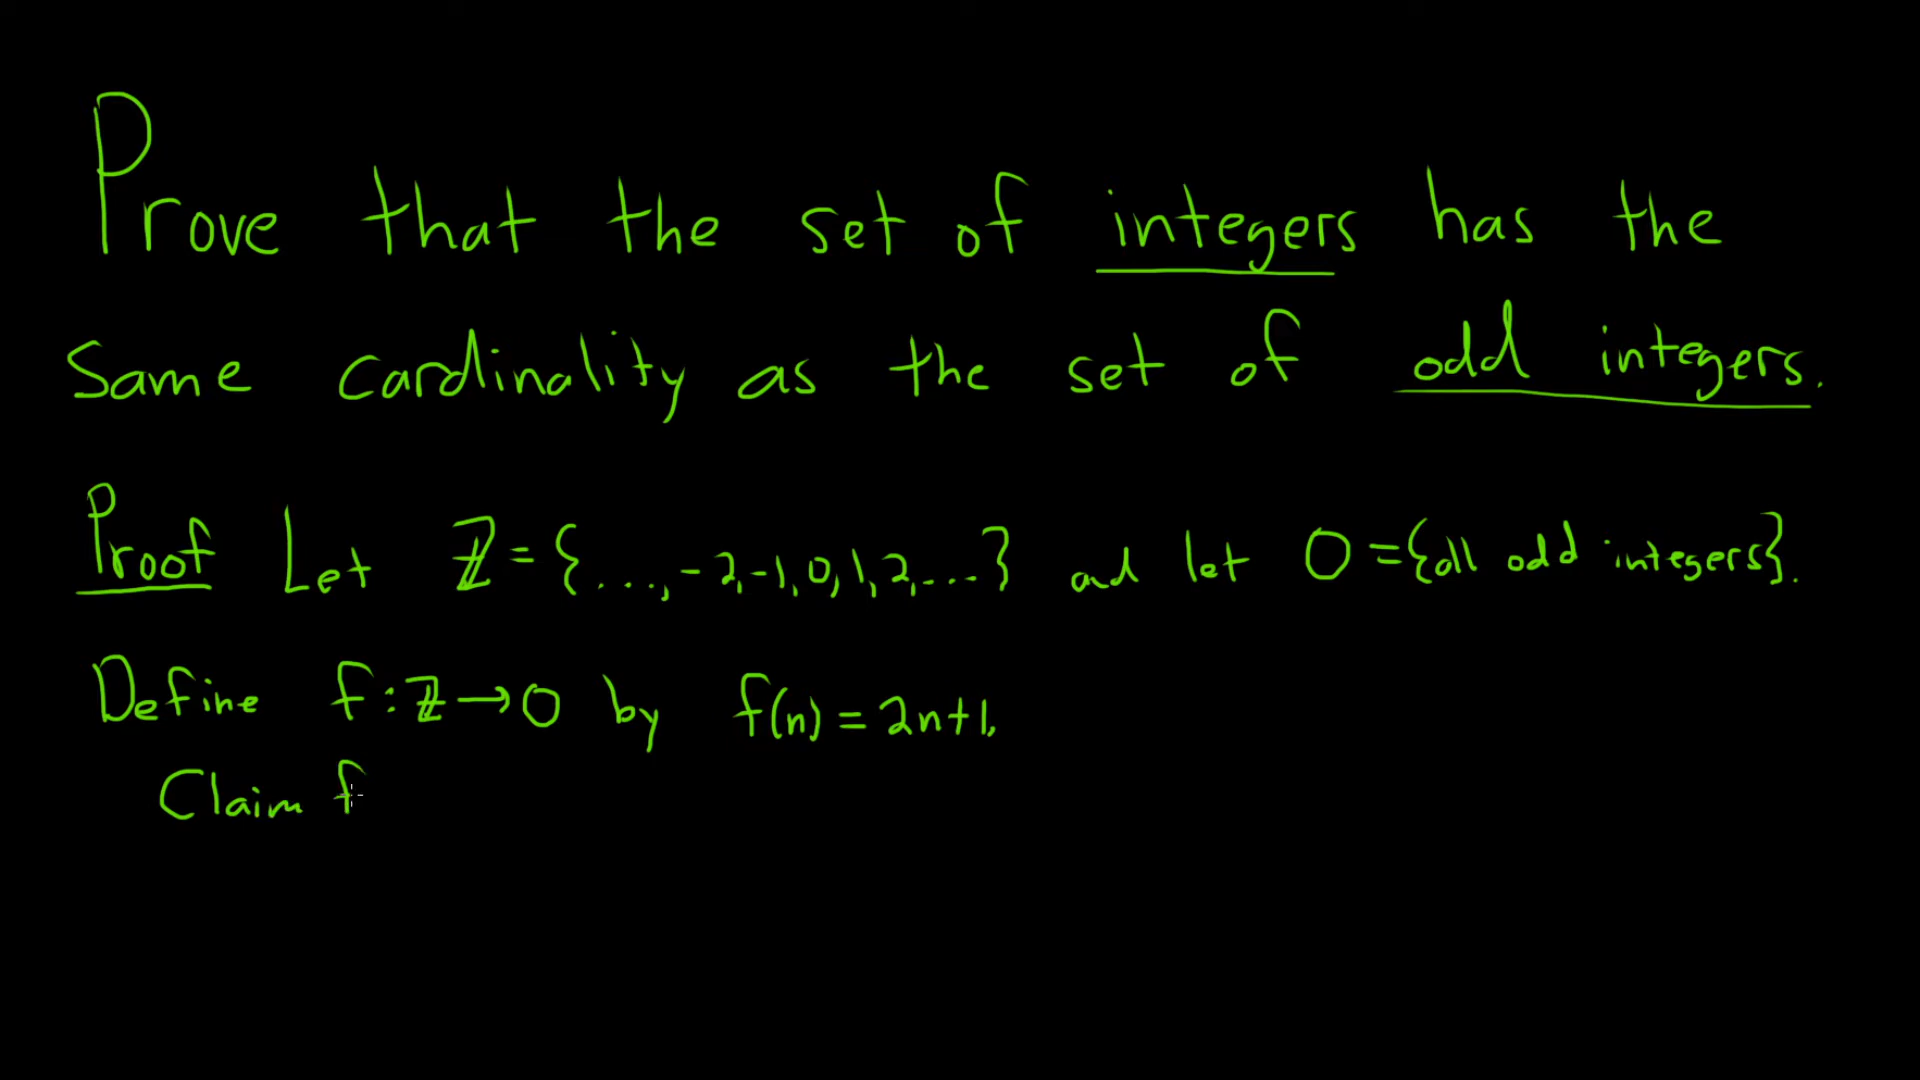 Prove that the set of integers has the
Same cardinality as the set of odd integers.
Proof Let ℤ={...,-2,-1,0,1,2,...} and let O={all odd integers}.
Define f:ℤ→O by f(n)=2n+1.
Claim f